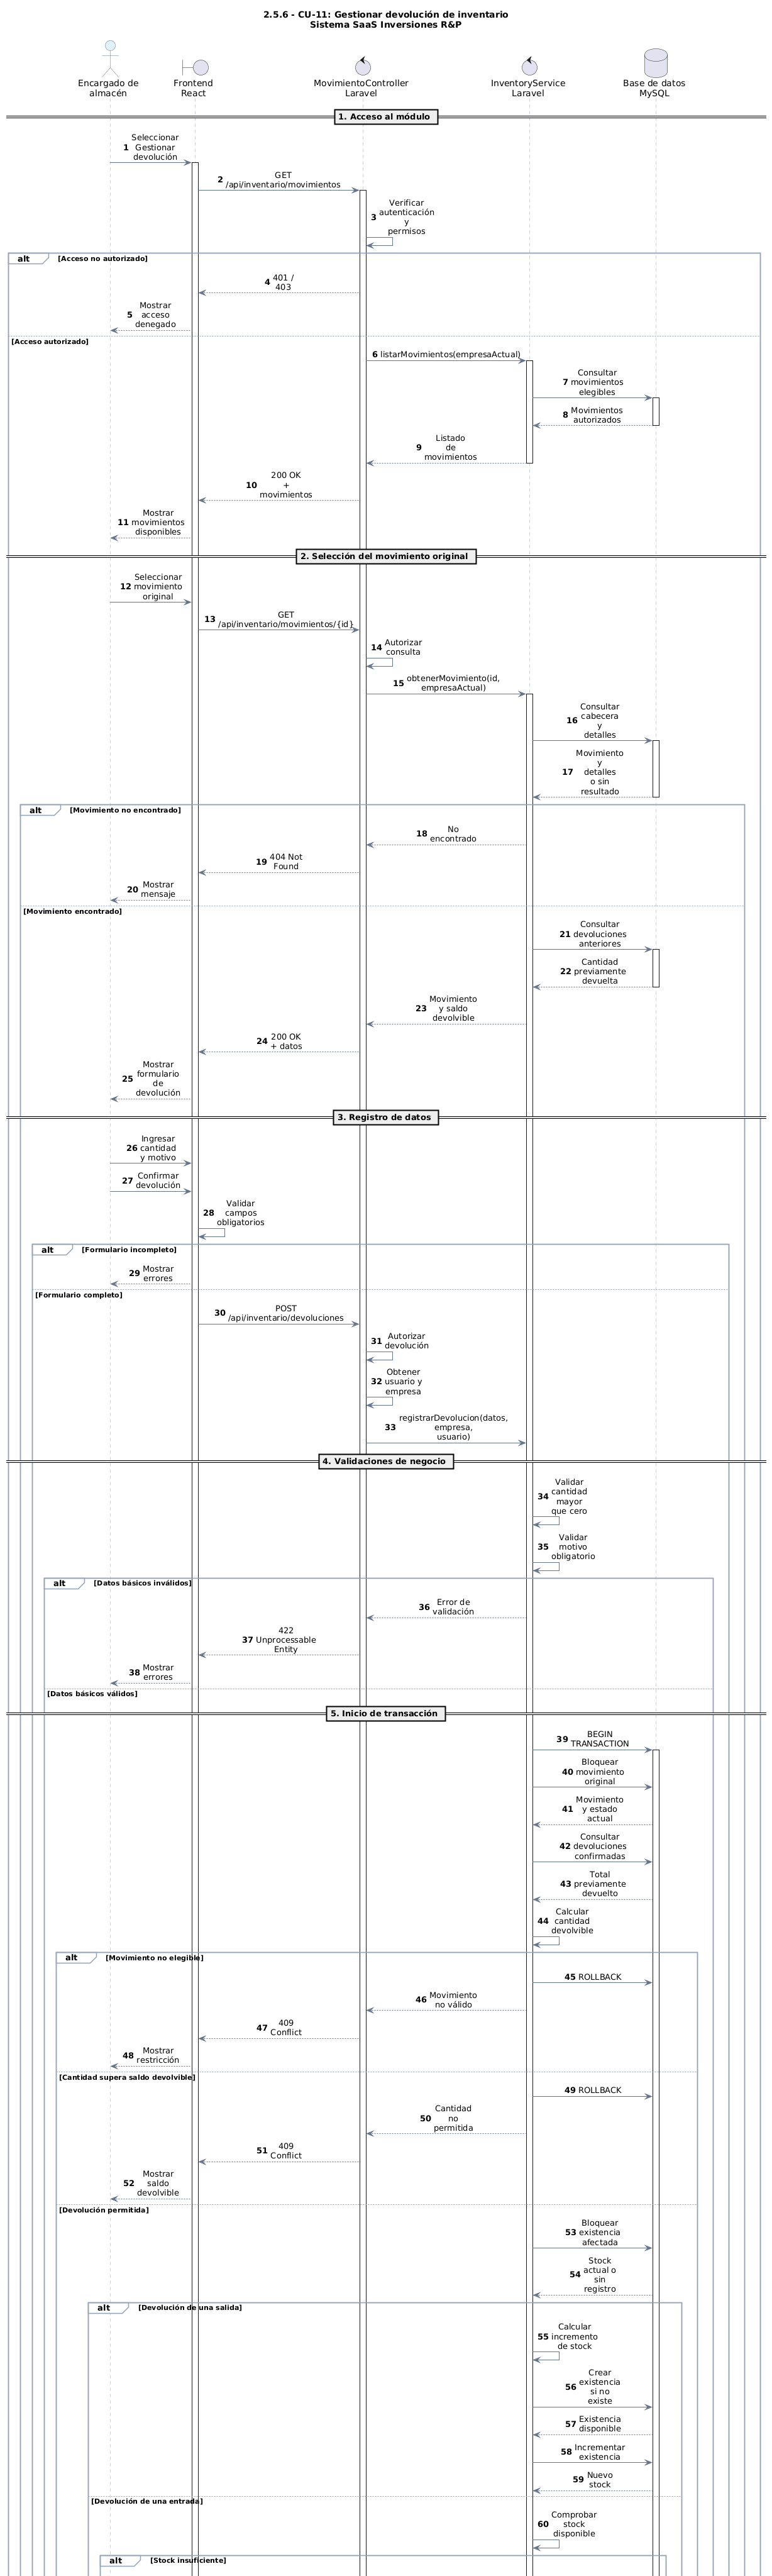 2.5.6 - CU-11: Gestionar devolución de inventario
Sistema SaaS Inversiones R&P
Encargado de
almacén
Frontend
React
MovimientoController
Laravel
InventoryService
Laravel
Base de datos
MySQL
1. Acceso al módulo
1 Seleccionar
Gestionar
devolución
2 GET
/api/inventario/movimientos
3 Verificar
autenticación
y
permisos
alt [Acceso no autorizado]
4 401 /
403
5 Mostrar
acceso
denegado
[Acceso autorizado]
6 listarMovimientos(empresaActual)
7 Consultar
movimientos
elegibles
8 Movimientos
autorizados
9 Listado
de
movimientos
10 200 OK
+
movimientos
11 Mostrar
movimientos
disponibles
2. Selección del movimiento original
12 Seleccionar
movimiento
original
13 GET
/api/inventario/movimientos/{id}
14 Autorizar
consulta
15 obtenerMovimiento(id,
empresaActual)
16 Consultar
cabecera
y
detalles
17 Movimiento
y
detalles
o sin
resultado
alt [Movimiento no encontrado]
18 No
encontrado
19 404 Not
Found
20 Mostrar
mensaje
[Movimiento encontrado]
21 Consultar
devoluciones
anteriores
22 Cantidad
previamente
devuelta
23 Movimiento
y saldo
devolvible
24 200 OK
+ datos
25 Mostrar
formulario
de
devolución
3. Registro de datos
26 Ingresar
cantidad
y motivo
27 Confirmar
devolución
28 Validar
campos
obligatorios
alt [Formulario incompleto]
29 Mostrar
errores
[Formulario completo]
30 POST
/api/inventario/devoluciones
31 Autorizar
devolución
32 Obtener
usuario y
empresa
33 registrarDevolucion(datos,
empresa,
usuario)
4. Validaciones de negocio
34 Validar
cantidad
mayor
que cero
35 Validar
motivo
obligatorio
alt [Datos básicos inválidos]
36 Error de
validación
37 422
Unprocessable
Entity
38 Mostrar
errores
[Datos básicos válidos]
5. Inicio de transacción
39 BEGIN
TRANSACTION
40 Bloquear
movimiento
original
41 Movimiento
y estado
actual
42 Consultar
devoluciones
confirmadas
43 Total
previamente
devuelto
44 Calcular
cantidad
devolvible
alt [Movimiento no elegible]
45 ROLLBACK
46 Movimiento
no válido
47 409
Conflict
48 Mostrar
restricción
[Cantidad supera saldo devolvible]
49 ROLLBACK
50 Cantidad
no
permitida
51 409
Conflict
52 Mostrar
saldo
devolvible
[Devolución permitida]
53 Bloquear
existencia
afectada
54 Stock
actual o
sin
registro
alt [Devolución de una salida]
55 Calcular
incremento
de stock
56 Crear
existencia
si no
existe
57 Existencia
disponible
58 Incrementar
existencia
59 Nuevo
stock
[Devolución de una entrada]
60 Comprobar
stock
disponible
alt [Stock insuficiente]